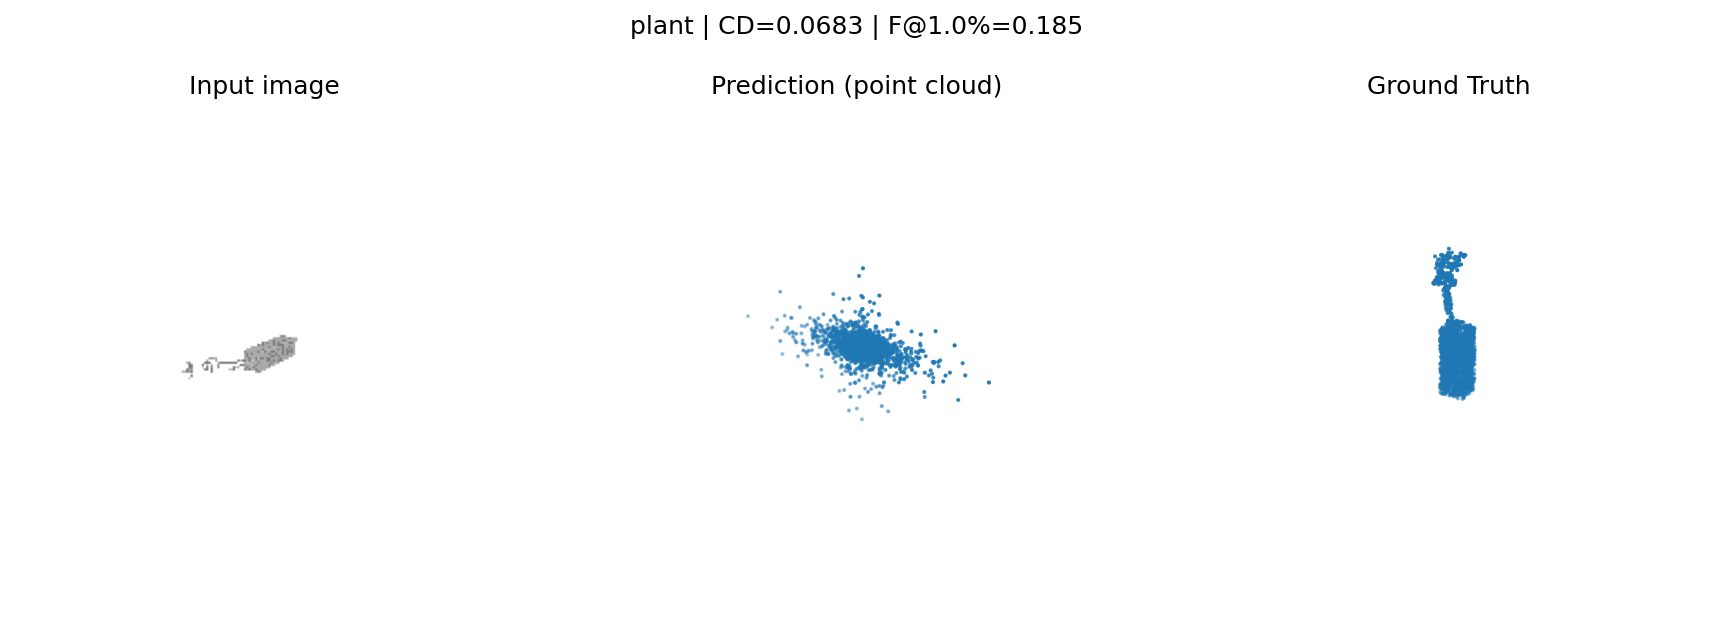 plant | CD=0.0683 | F@1.0%=0.185
Input image
Prediction (point cloud)
Ground Truth